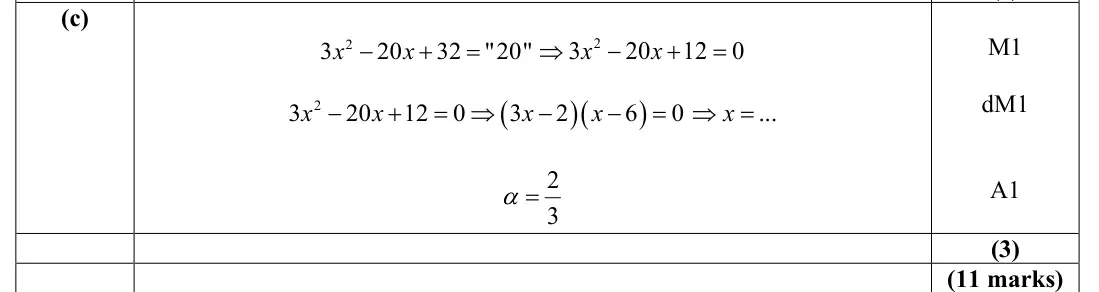 (c)
3x² − 20x + 32 = "20" ⇒ 3x² − 20x + 12 = 0 M1
3x² − 20x + 12 = 0 ⇒ (3x − 2)(x − 6) = 0 ⇒ x = ... dM1
α = 2/3 A1
(3)
(11 marks)